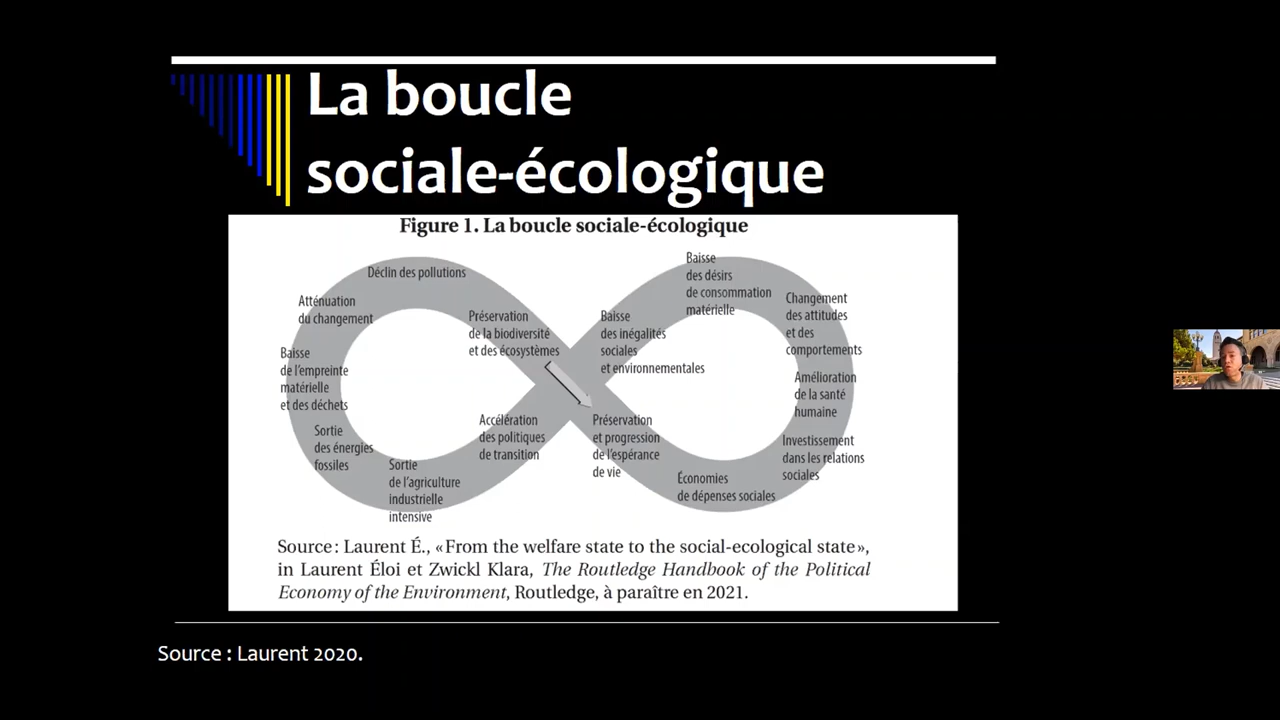 La boucle
sociale-écologique
Figure 1. La boucle sociale-écologique
Déclin des pollutions
Atténuation
du changement
Baisse
de l'empreinte
matérielle
et des déchets
Sortie
des énergies
fossiles
Sortie
de l'agriculture
industrielle
intensive
Accélération
des politiques
de transition
Préservation
de la biodiversité
et des écosystèmes
Baisse
des inégalités
sociales
et environnementales
Baisse
des désirs
de consommation
matérielle
Changement
des attitudes
et des
comportements
Amélioration
de la santé
humaine
Investissement
dans les relations
sociales
Économies
de dépenses sociales
Préservation
et progression
de l'espérance
de vie
Source : Laurent É., « From the welfare state to the social-ecological state »,
in Laurent Éloi et Zwickl Klara, The Routledge Handbook of the Political
Economy of the Environment, Routledge, à paraître en 2021.
Source : Laurent 2020.